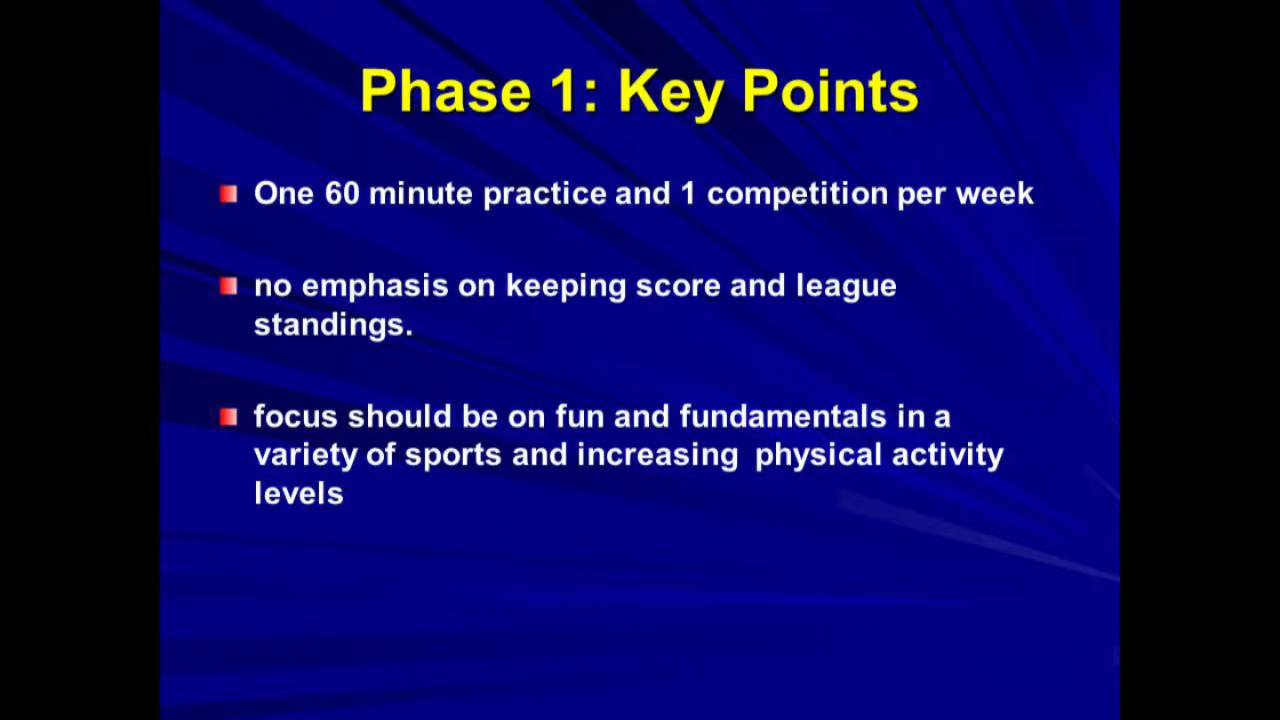 Phase 1: Key Points
One 60 minute practice and 1 competition per week
no emphasis on keeping score and league
standings.
focus should be on fun and fundamentals in a
variety of sports and increasing physical activity
levels